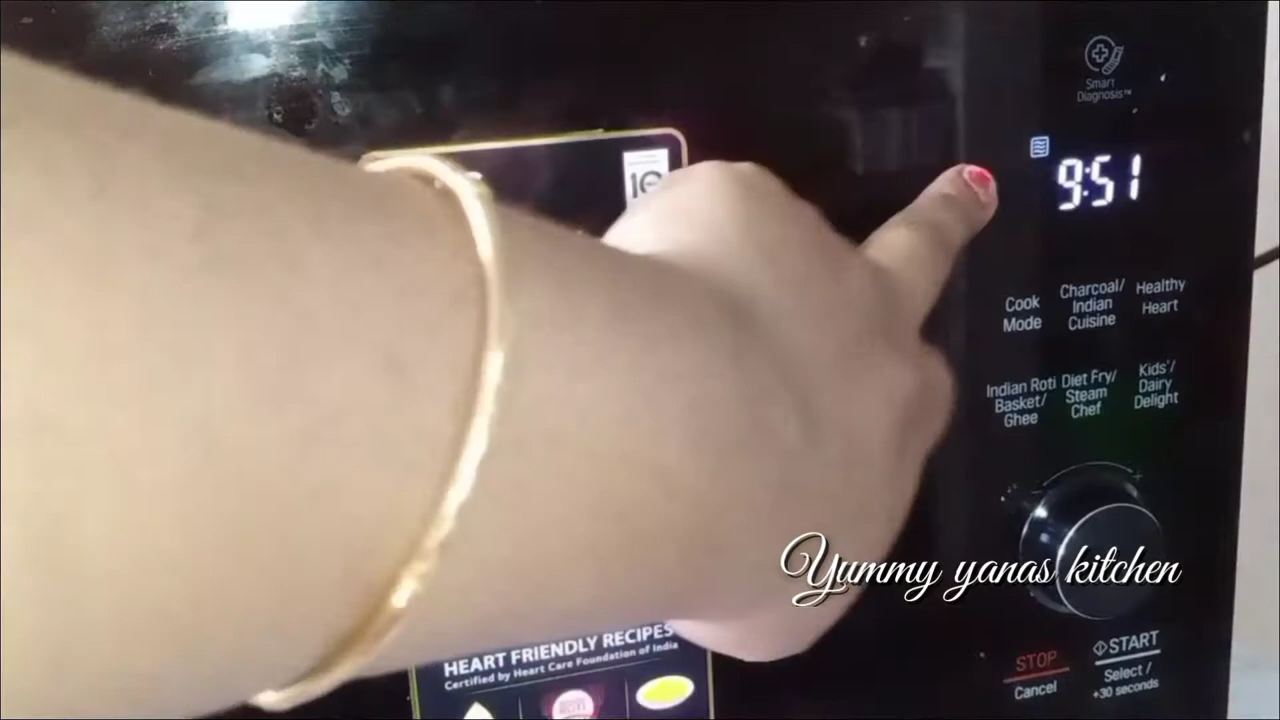 Smart
Diagnosis™
9:51
Cook
Mode
Charcoal/
Indian
Cuisine
Healthy
Heart
Indian Roti
Basket/
Ghee
Diet Fry/
Steam
Chef
Kids'/
Dairy
Delight
Yummy yanas kitchen
HEART FRIENDLY RECIPES
Certified by Heart Care Foundation of India
STOP
Cancel
START
Select /
+30 seconds